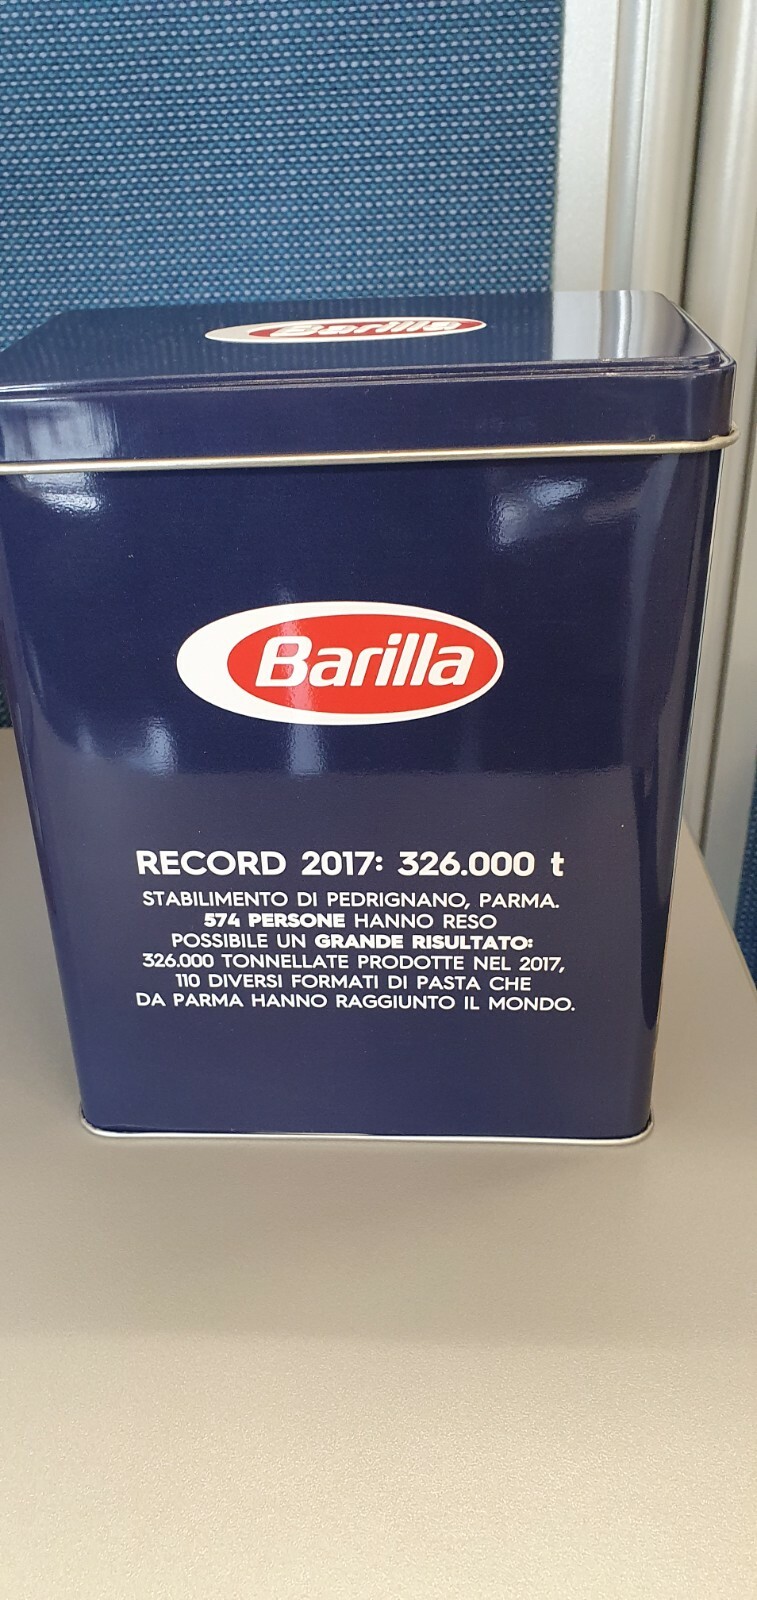 Barilla
Barilla
RECORD 2017: 326.000 t
STABILIMENTO DI PEDRIGNANO, PARMA.
574 PERSONE HANNO RESO
POSSIBILE UN GRANDE RISULTATO:
326.000 TONNELLATE PRODOTTE NEL 2017,
110 DIVERSI FORMATI DI PASTA CHE
DA PARMA HANNO RAGGIUNTO IL MONDO.